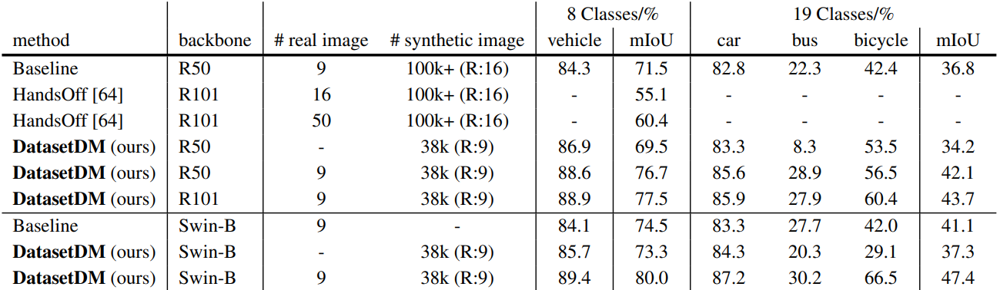 8 Classes/% 19 Classes/%
method backbone # real image # synthetic image vehicle mIoU car bus bicycle mIoU
Baseline R50 9 100k+ (R:16) 84.3 71.5 82.8 22.3 42.4 36.8
HandsOff [64] R101 16 100k+ (R:16) - 55.1 - - - -
HandsOff [64] R101 50 100k+ (R:16) - 60.4 - - - -
DatasetDM (ours) R50 - 38k (R:9) 86.9 69.5 83.3 8.3 53.5 34.2
DatasetDM (ours) R50 9 38k (R:9) 88.6 76.7 85.6 28.9 56.5 42.1
DatasetDM (ours) R101 9 38k (R:9) 88.9 77.5 85.9 27.9 60.4 43.7
Baseline Swin-B 9 - 84.1 74.5 83.3 27.7 42.0 41.1
DatasetDM (ours) Swin-B - 38k (R:9) 85.7 73.3 84.3 20.3 29.1 37.3
DatasetDM (ours) Swin-B 9 38k (R:9) 89.4 80.0 87.2 30.2 66.5 47.4